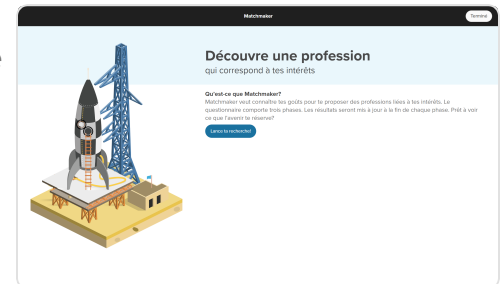 Matchmaker
Terminé
Découvre une profession
qui correspond à tes intérêts
Qu'est-ce que Matchmaker?
Matchmaker veut connaître tes goûts pour te proposer des professions liées à tes intérêts. Le
questionnaire comporte trois phases. Les résultats seront mis à jour à la fin de chaque phase. Prêt à voir
ce que l'avenir te réserve?
Lance ta recherche!